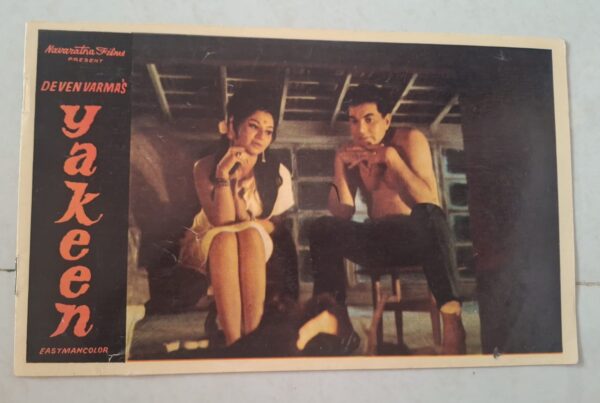 Navaratna Films
PRESENT
DEVEN VARMA'S
yakeen
EASTMANCOLOR